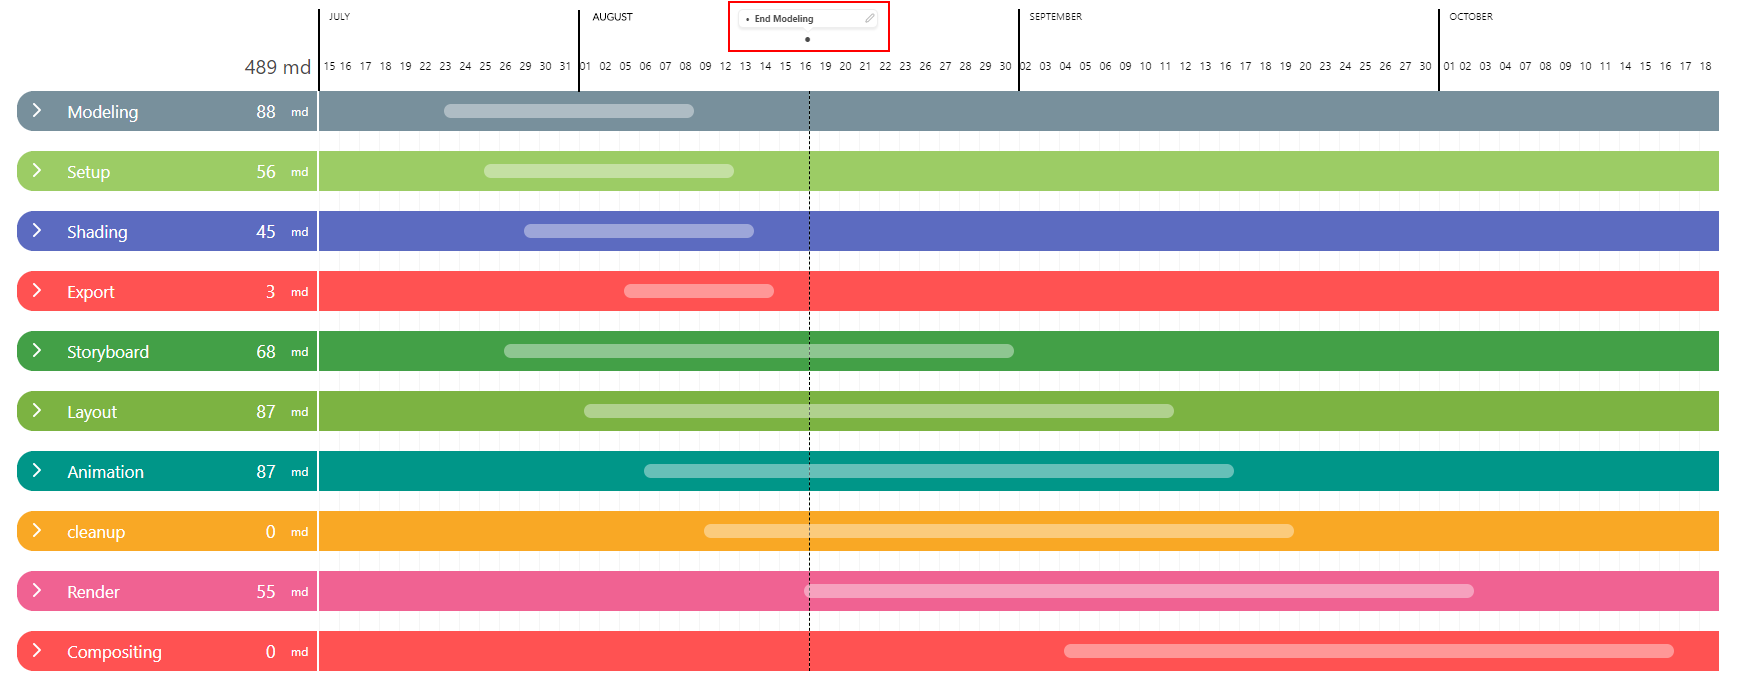 JULY AUGUST • End Modeling SEPTEMBER OCTOBER
489 md 15 16 17 18 19 22 23 24 25 26 29 30 31 01 02 05 06 07 08 09 12 13 14 15 16 19 20 21 22 23 26 27 28 29 30 02 03 04 05 06 09 10 11 12 13 16 17 18 19 20 23 24 25 26 27 30 01 02 03 04 07 08 09 10 11 14 15 16 17 18
Modeling 88 md
Setup 56 md
Shading 45 md
Export 3 md
Storyboard 68 md
Layout 87 md
Animation 87 md
cleanup 0 md
Render 55 md
Compositing 0 md